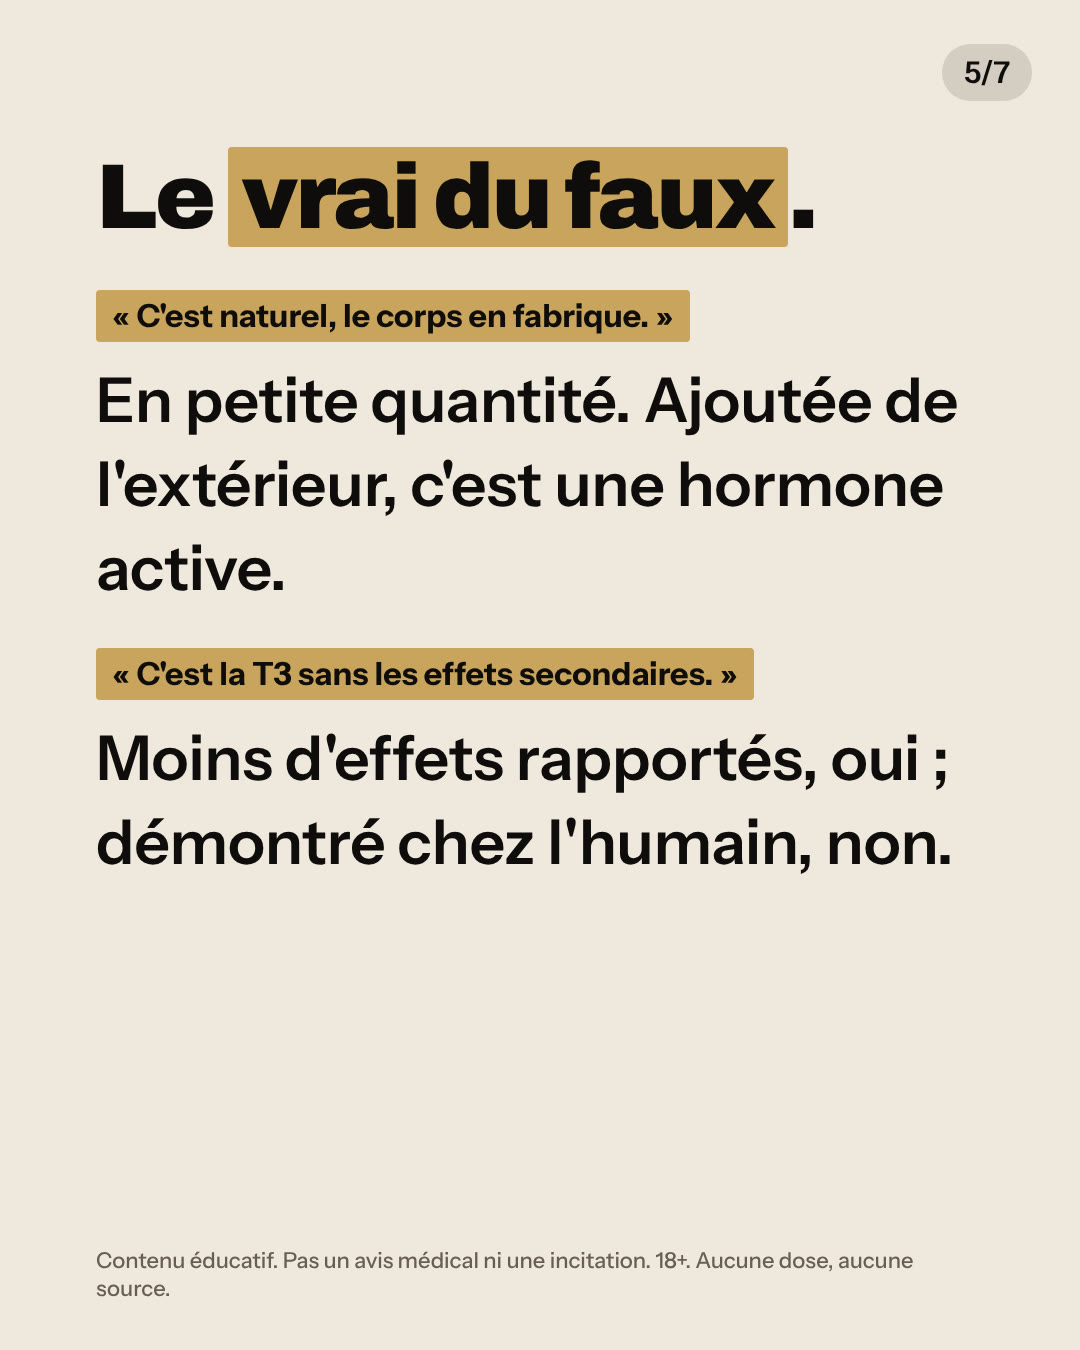 5/7
Le vrai du faux.
« C'est naturel, le corps en fabrique. »
En petite quantité. Ajoutée de
l'extérieur, c'est une hormone
active.
« C'est la T3 sans les effets secondaires. »
Moins d'effets rapportés, oui ;
démontré chez l'humain, non.
Contenu éducatif. Pas un avis médical ni une incitation. 18+. Aucune dose, aucune
source.